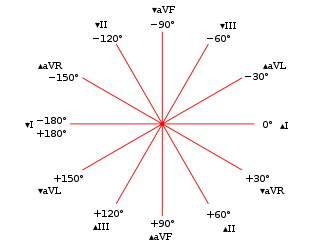 ▾aVF
−90°
▾II
−120°
▾III
−60°
▴aVR
−150°
▴aVL
−30°
▾I −180°
+180°
0° ▴I
+150°
▾aVL
+30°
▾aVR
+120°
▴III
+60°
▴II
+90°
▴aVF